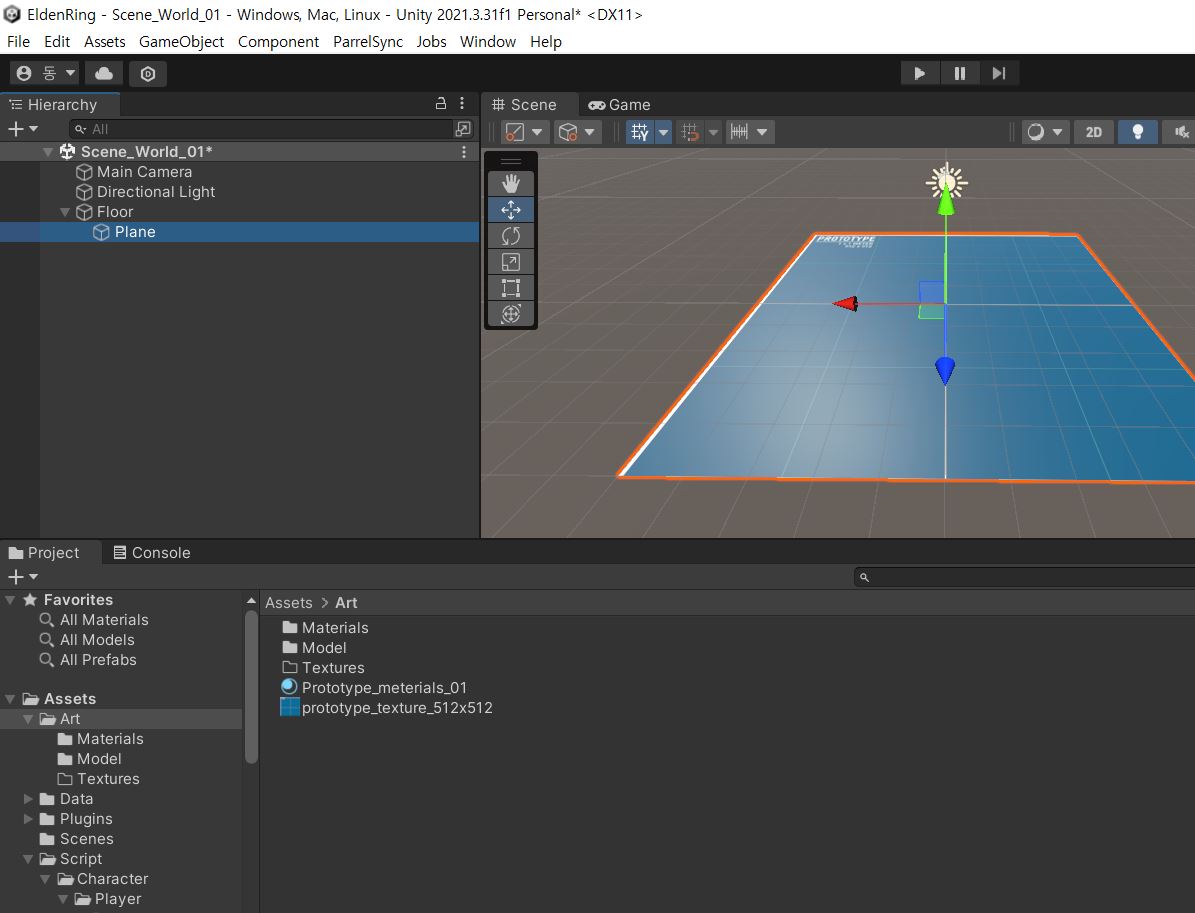 EldenRing - Scene_World_01 - Windows, Mac, Linux - Unity 2021.3.31f1 Personal* <DX11>
File Edit Assets GameObject Component ParrelSync Jobs Window Help
동
Hierarchy
All
Scene_World_01*
Main Camera
Directional Light
Floor
Plane
Scene Game
2D
PROTOTYPE
Project Console
Favorites
All Materials
All Models
All Prefabs
Assets
Art
Materials
Model
Textures
Data
Plugins
Scenes
Script
Character
Player
Assets > Art
Materials
Model
Textures
Prototype_meterials_01
prototype_texture_512x512